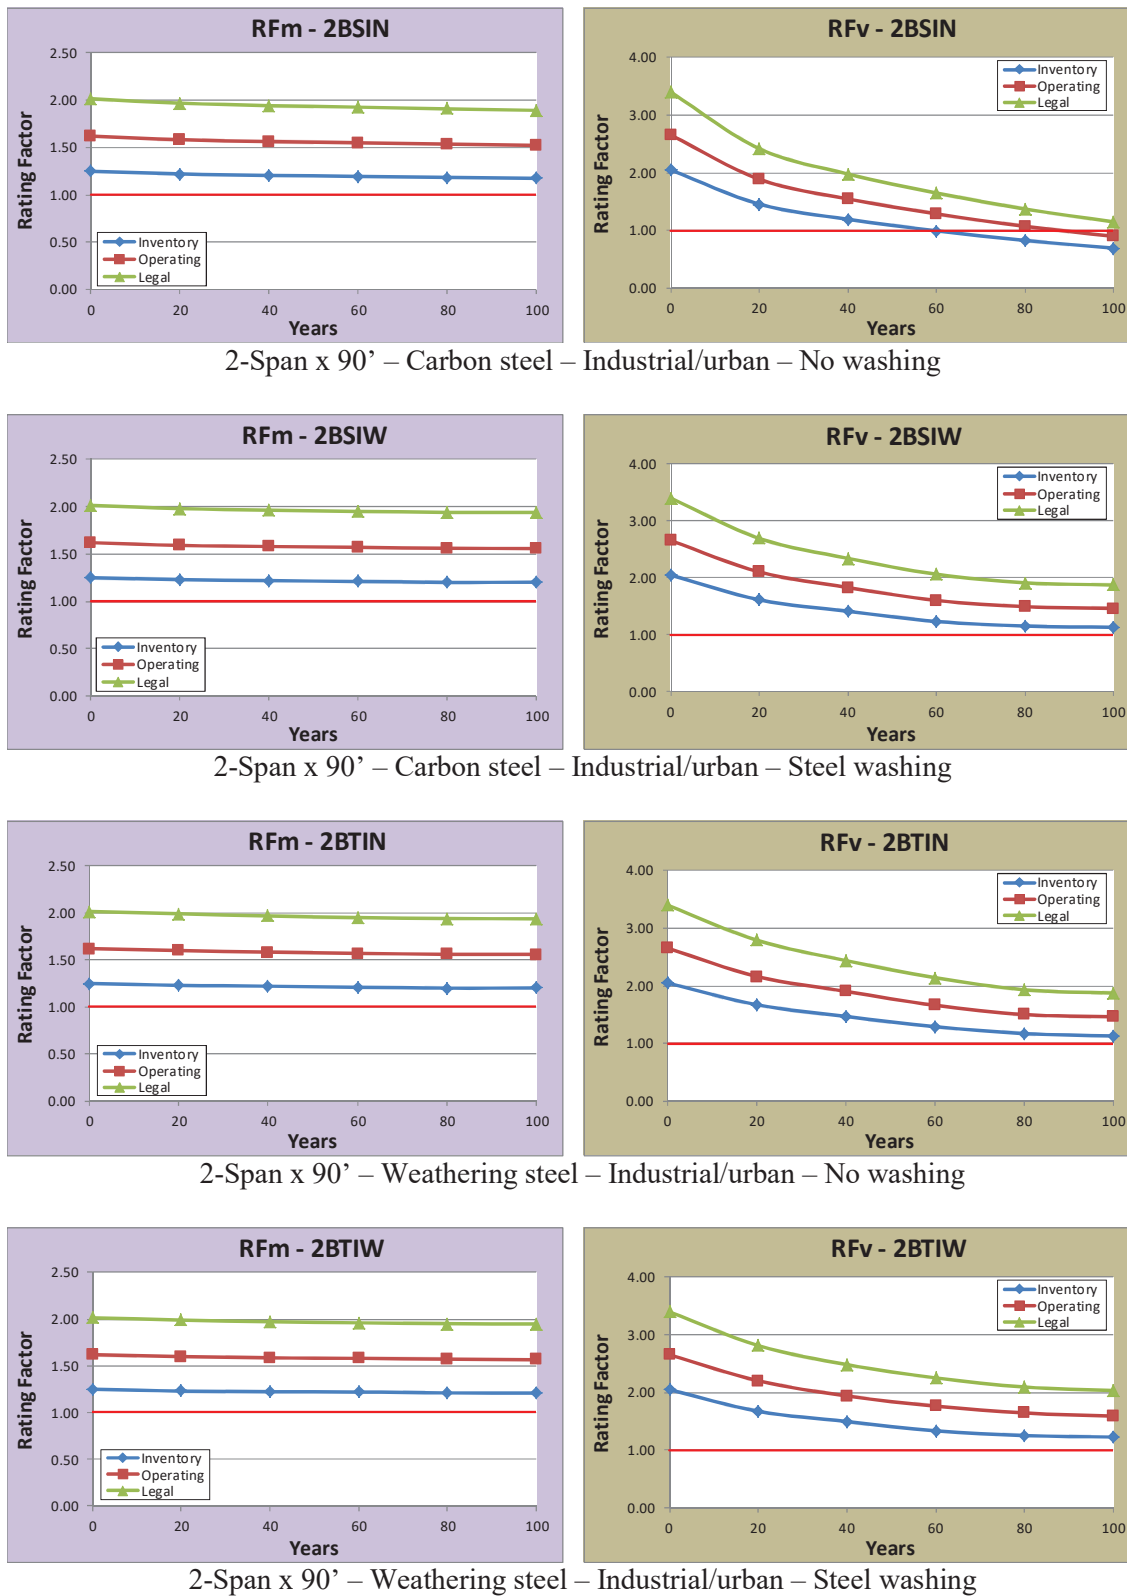 RFm - 2BSIN
Rating Factor
2.50
2.00
1.50
1.00
0.50
0.00
Inventory
Operating
Legal
0 20 40 60 80 100
Years
RFv - 2BSIN
Rating Factor
4.00
3.00
2.00
1.00
0.00
Inventory
Operating
Legal
0 20 40 60 80 100
Years
2-Span x 90’ – Carbon steel – Industrial/urban – No washing
RFm - 2BSIW
Rating Factor
2.50
2.00
1.50
1.00
0.50
0.00
Inventory
Operating
Legal
0 20 40 60 80 100
Years
RFv - 2BSIW
Rating Factor
4.00
3.00
2.00
1.00
0.00
Inventory
Operating
Legal
0 20 40 60 80 100
Years
2-Span x 90’ – Carbon steel – Industrial/urban – Steel washing
RFm - 2BTIN
Rating Factor
2.50
2.00
1.50
1.00
0.50
0.00
Inventory
Operating
Legal
0 20 40 60 80 100
Years
RFv - 2BTIN
Rating Factor
4.00
3.00
2.00
1.00
0.00
Inventory
Operating
Legal
0 20 40 60 80 100
Years
2-Span x 90’ – Weathering steel – Industrial/urban – No washing
RFm - 2BTIW
Rating Factor
2.50
2.00
1.50
1.00
0.50
0.00
Inventory
Operating
Legal
0 20 40 60 80 100
Years
RFv - 2BTIW
Rating Factor
4.00
3.00
2.00
1.00
0.00
Inventory
Operating
Legal
0 20 40 60 80 100
Years
2-Span x 90’ – Weathering steel – Industrial/urban – Steel washing